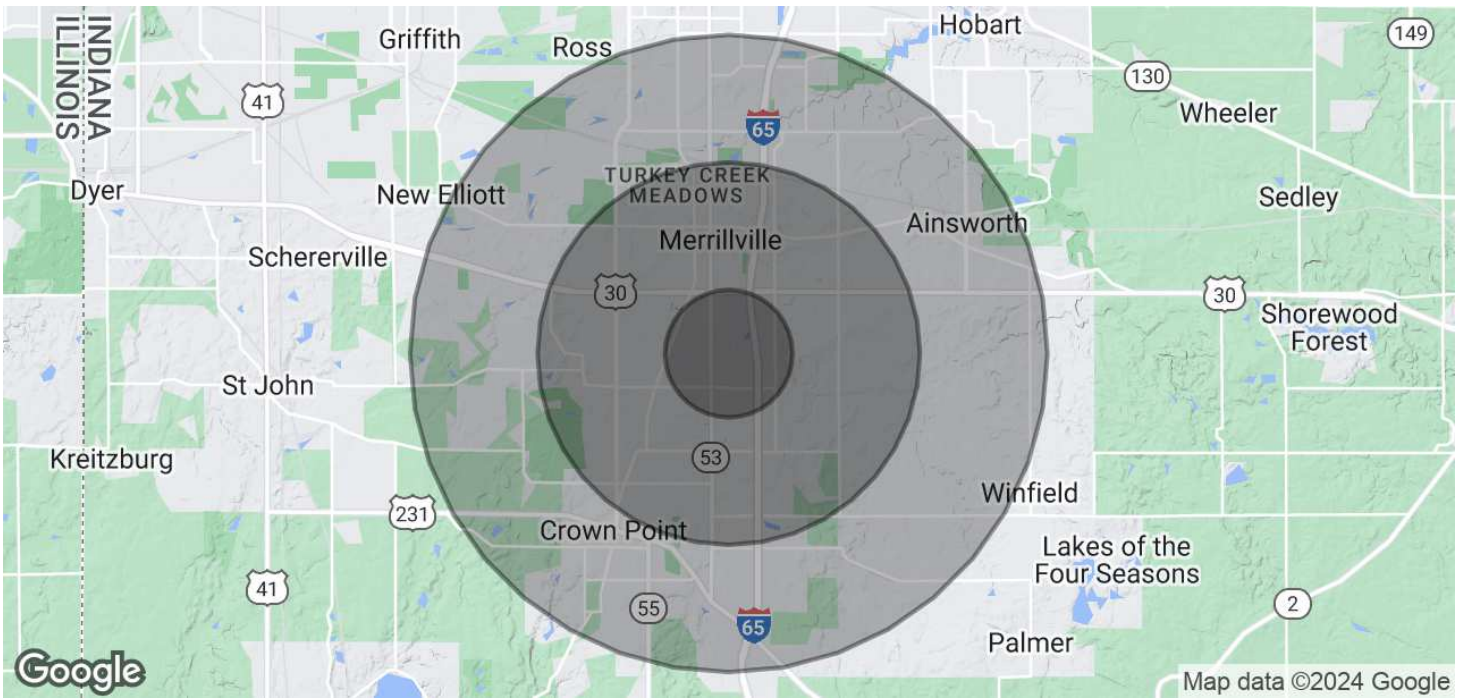 INDIANA
ILLINOIS
Griffith
Ross
Hobart
149
41
130
65
Wheeler
Dyer
New Elliott
TURKEY CREEK
MEADOWS
Sedley
Ainsworth
Merrillville
Schererville
30
30
Shorewood
Forest
St John
Kreitzburg
53
Winfield
231
Crown Point
Lakes of the
Four Seasons
41
55
65
2
Palmer
Google
Map data ©2024 Google